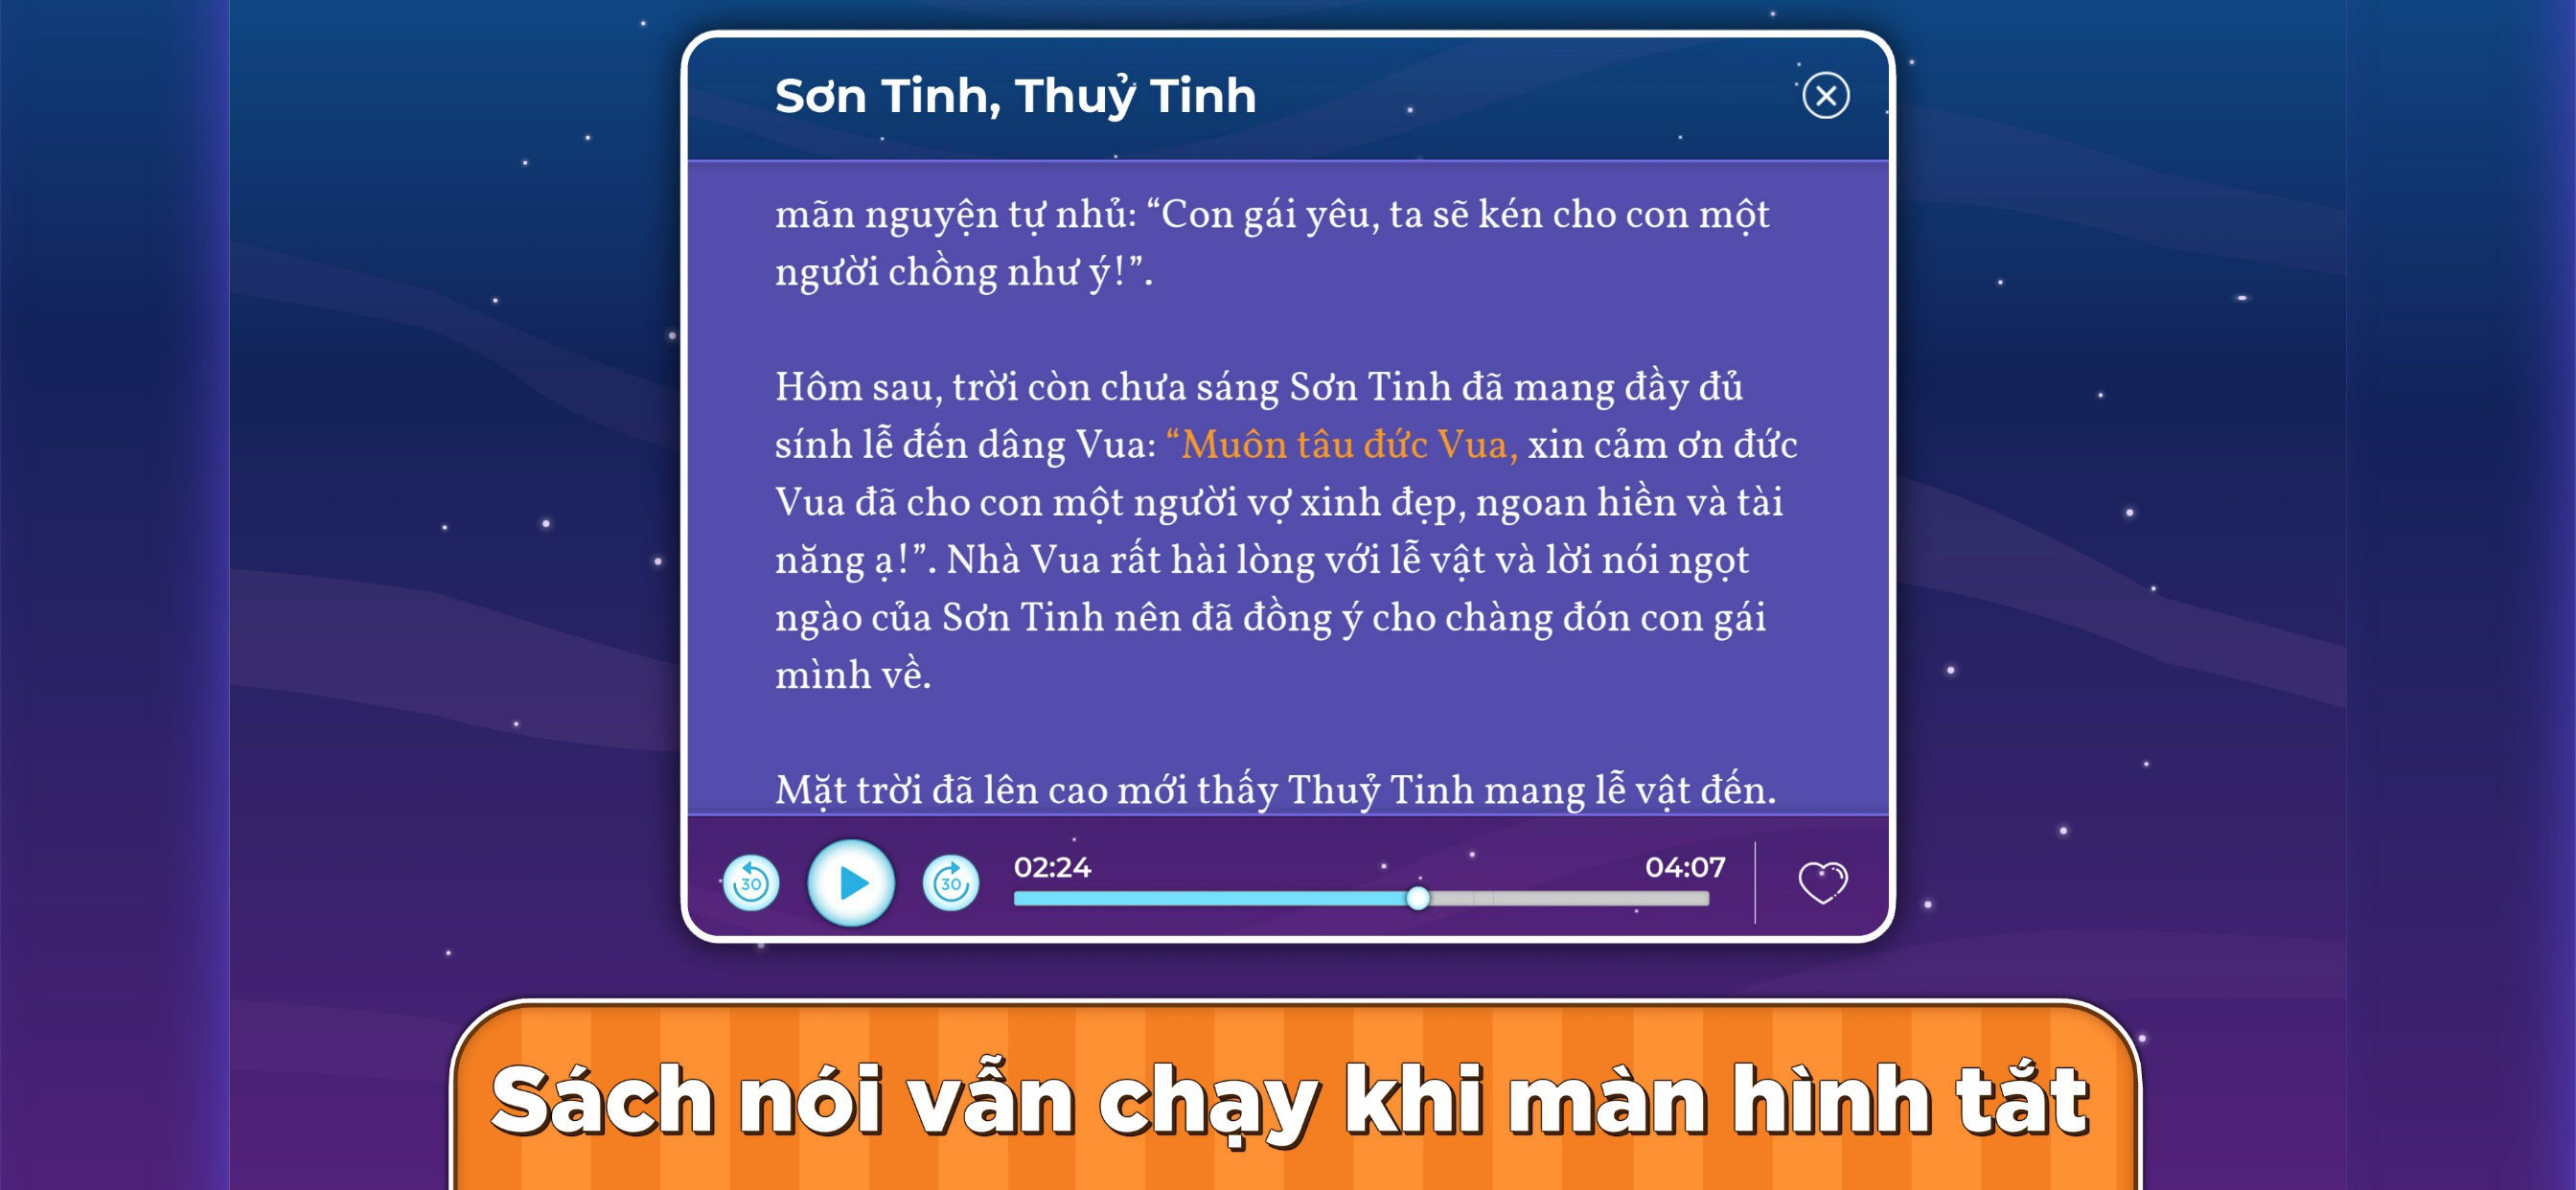 Sơn Tinh, Thuỷ Tinh
mãn nguyện tự nhủ: “Con gái yêu, ta sẽ kén cho con một
người chồng như ý!”.
Hôm sau, trời còn chưa sáng Sơn Tinh đã mang đầy đủ
sính lễ đến dâng Vua: “Muôn tâu đức Vua, xin cảm ơn đức
Vua đã cho con một người vợ xinh đẹp, ngoan hiền và tài
năng ạ!”. Nhà Vua rất hài lòng với lễ vật và lời nói ngọt
ngào của Sơn Tinh nên đã đồng ý cho chàng đón con gái
mình về.
Mặt trời đã lên cao mới thấy Thuỷ Tinh mang lễ vật đến.
30 30 02:24 04:07
Sách nói vẫn chạy khi màn hình tắt